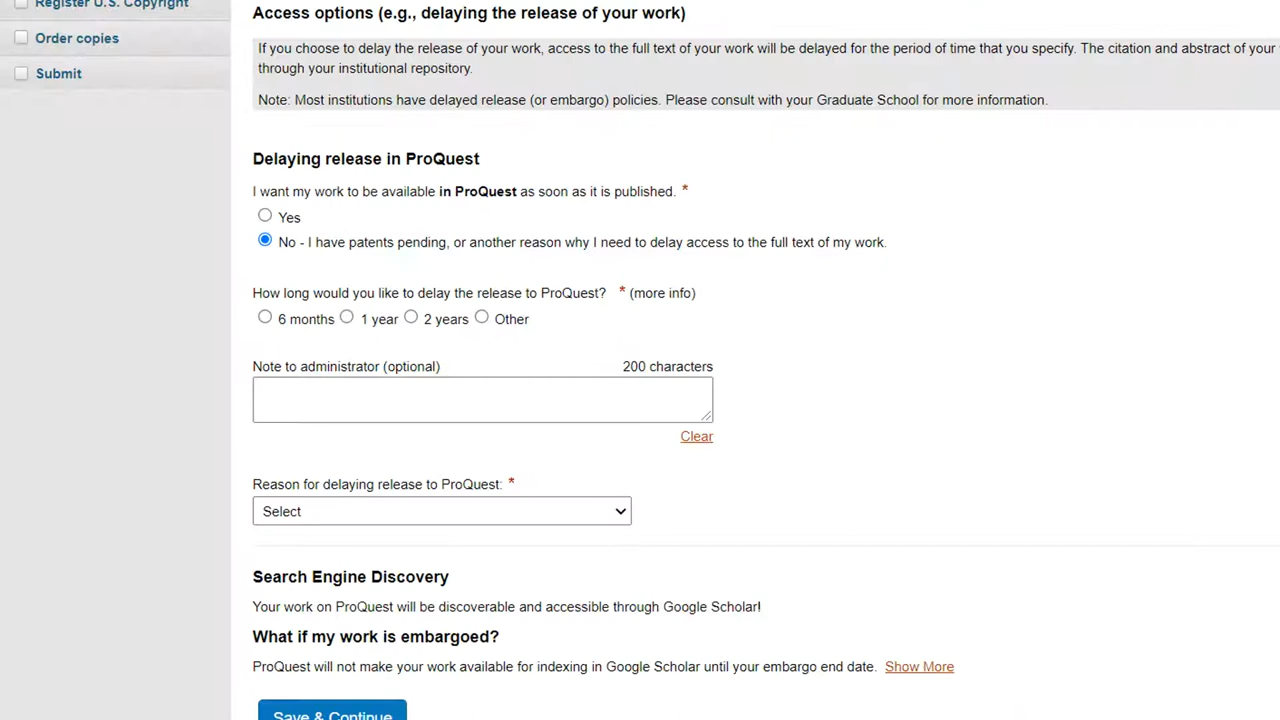 Register U.S. Copyright
Order copies
Submit
Access options (e.g., delaying the release of your work)
If you choose to delay the release of your work, access to the full text of your work will be delayed for the period of time that you specify. The citation and abstract of your
through your institutional repository.
Note: Most institutions have delayed release (or embargo) policies. Please consult with your Graduate School for more information.
Delaying release in ProQuest
I want my work to be available in ProQuest as soon as it is published. *
Yes
No - I have patents pending, or another reason why I need to delay access to the full text of my work.
How long would you like to delay the release to ProQuest? * (more info)
6 months 1 year 2 years Other
Note to administrator (optional) 200 characters
Clear
Reason for delaying release to ProQuest: *
Select
Search Engine Discovery
Your work on ProQuest will be discoverable and accessible through Google Scholar!
What if my work is embargoed?
ProQuest will not make your work available for indexing in Google Scholar until your embargo end date. Show More
Save & Continue